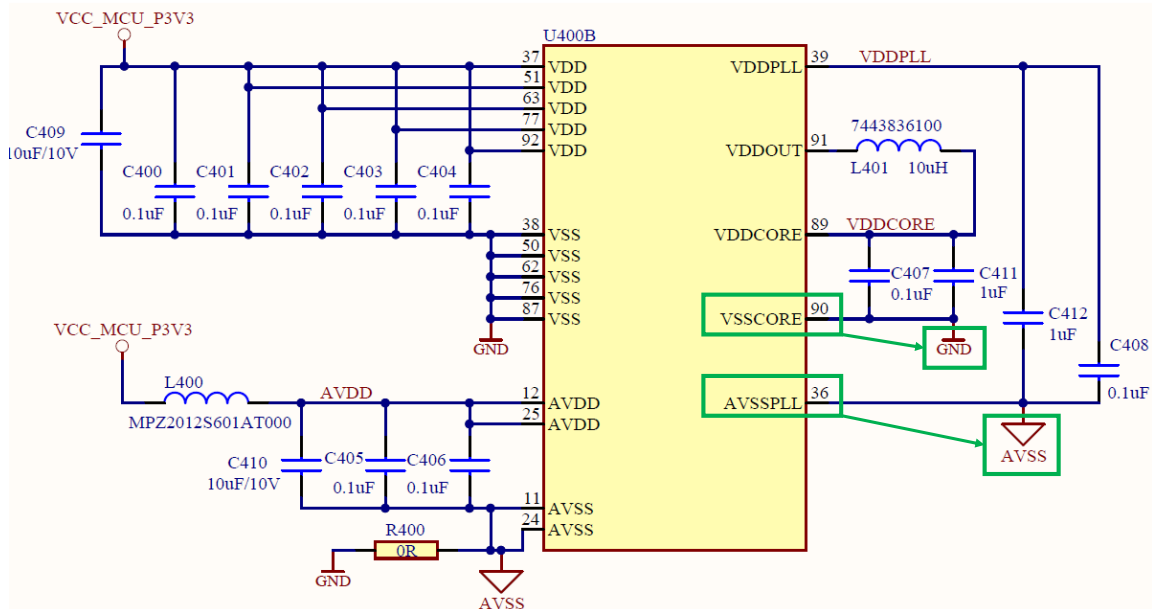 VCC_MCU_P3V3
U400B
37 VDD
51 VDD
63 VDD
77 VDD
92 VDD
VDDPLL 39 VDDPLL
7443836100
VDDOUT 91
L401 10uH
C409
10uF/10V
C400 C401 C402 C403 C404
0.1uF 0.1uF 0.1uF 0.1uF 0.1uF
38 VSS
50 VSS
62 VSS
76 VSS
87 VSS
GND
VDDCORE 89 VDDCORE
C407
0.1uF
C411
1uF
VSSCORE 90
GND
C412
1uF
C408
0.1uF
VCC_MCU_P3V3
L400
MPZ2012S601AT000
AVDD
12 AVDD
25 AVDD
AVSSPLL 36
AVSS
C410
10uF/10V
C405
0.1uF
C406
0.1uF
11 AVSS
24 AVSS
R400
0R
GND
AVSS